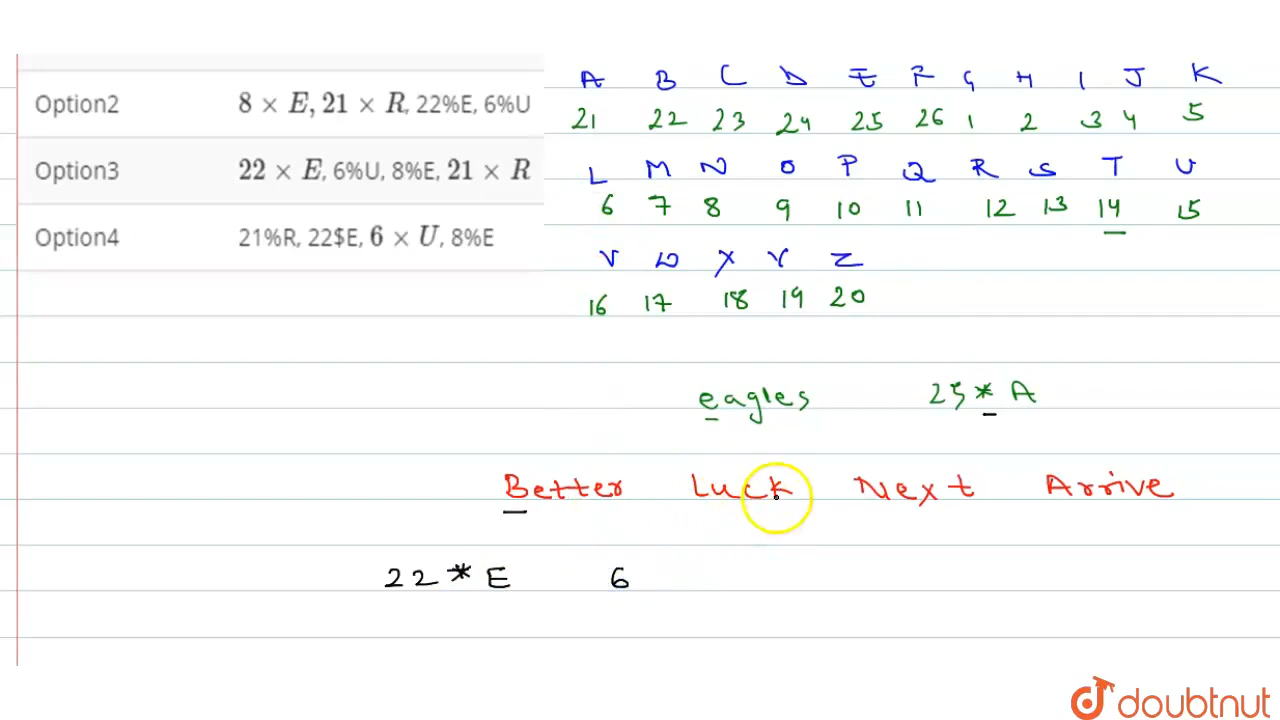 Option2 8 × E, 21 × R, 22%E, 6%U
Option3 22 × E, 6%U, 8%E, 21 × R
Option4 21%R, 22$E, 6 × U, 8%E
A B C D E F G H I J K
21 22 23 24 25 26 1 2 3 4 5
L M N O P Q R S T U
6 7 8 9 10 11 12 13 14 15
V W X Y Z
16 17 18 19 20
eagles 25 * A
Better Luck Next Arrive
22 * E 6
doubtnut